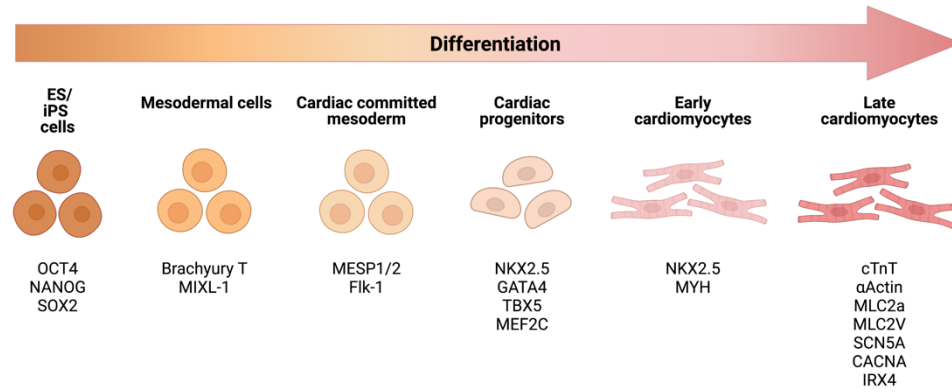 Differentiation
ES/
iPS
cells
Mesodermal cells
Cardiac committed
mesoderm
Cardiac
progenitors
Early
cardiomyocytes
Late
cardiomyocytes
OCT4
NANOG
SOX2
Brachyury T
MIXL-1
MESP1/2
Flk-1
NKX2.5
GATA4
TBX5
MEF2C
NKX2.5
MYH
cTnT
αActin
MLC2a
MLC2V
SCN5A
CACNA
IRX4